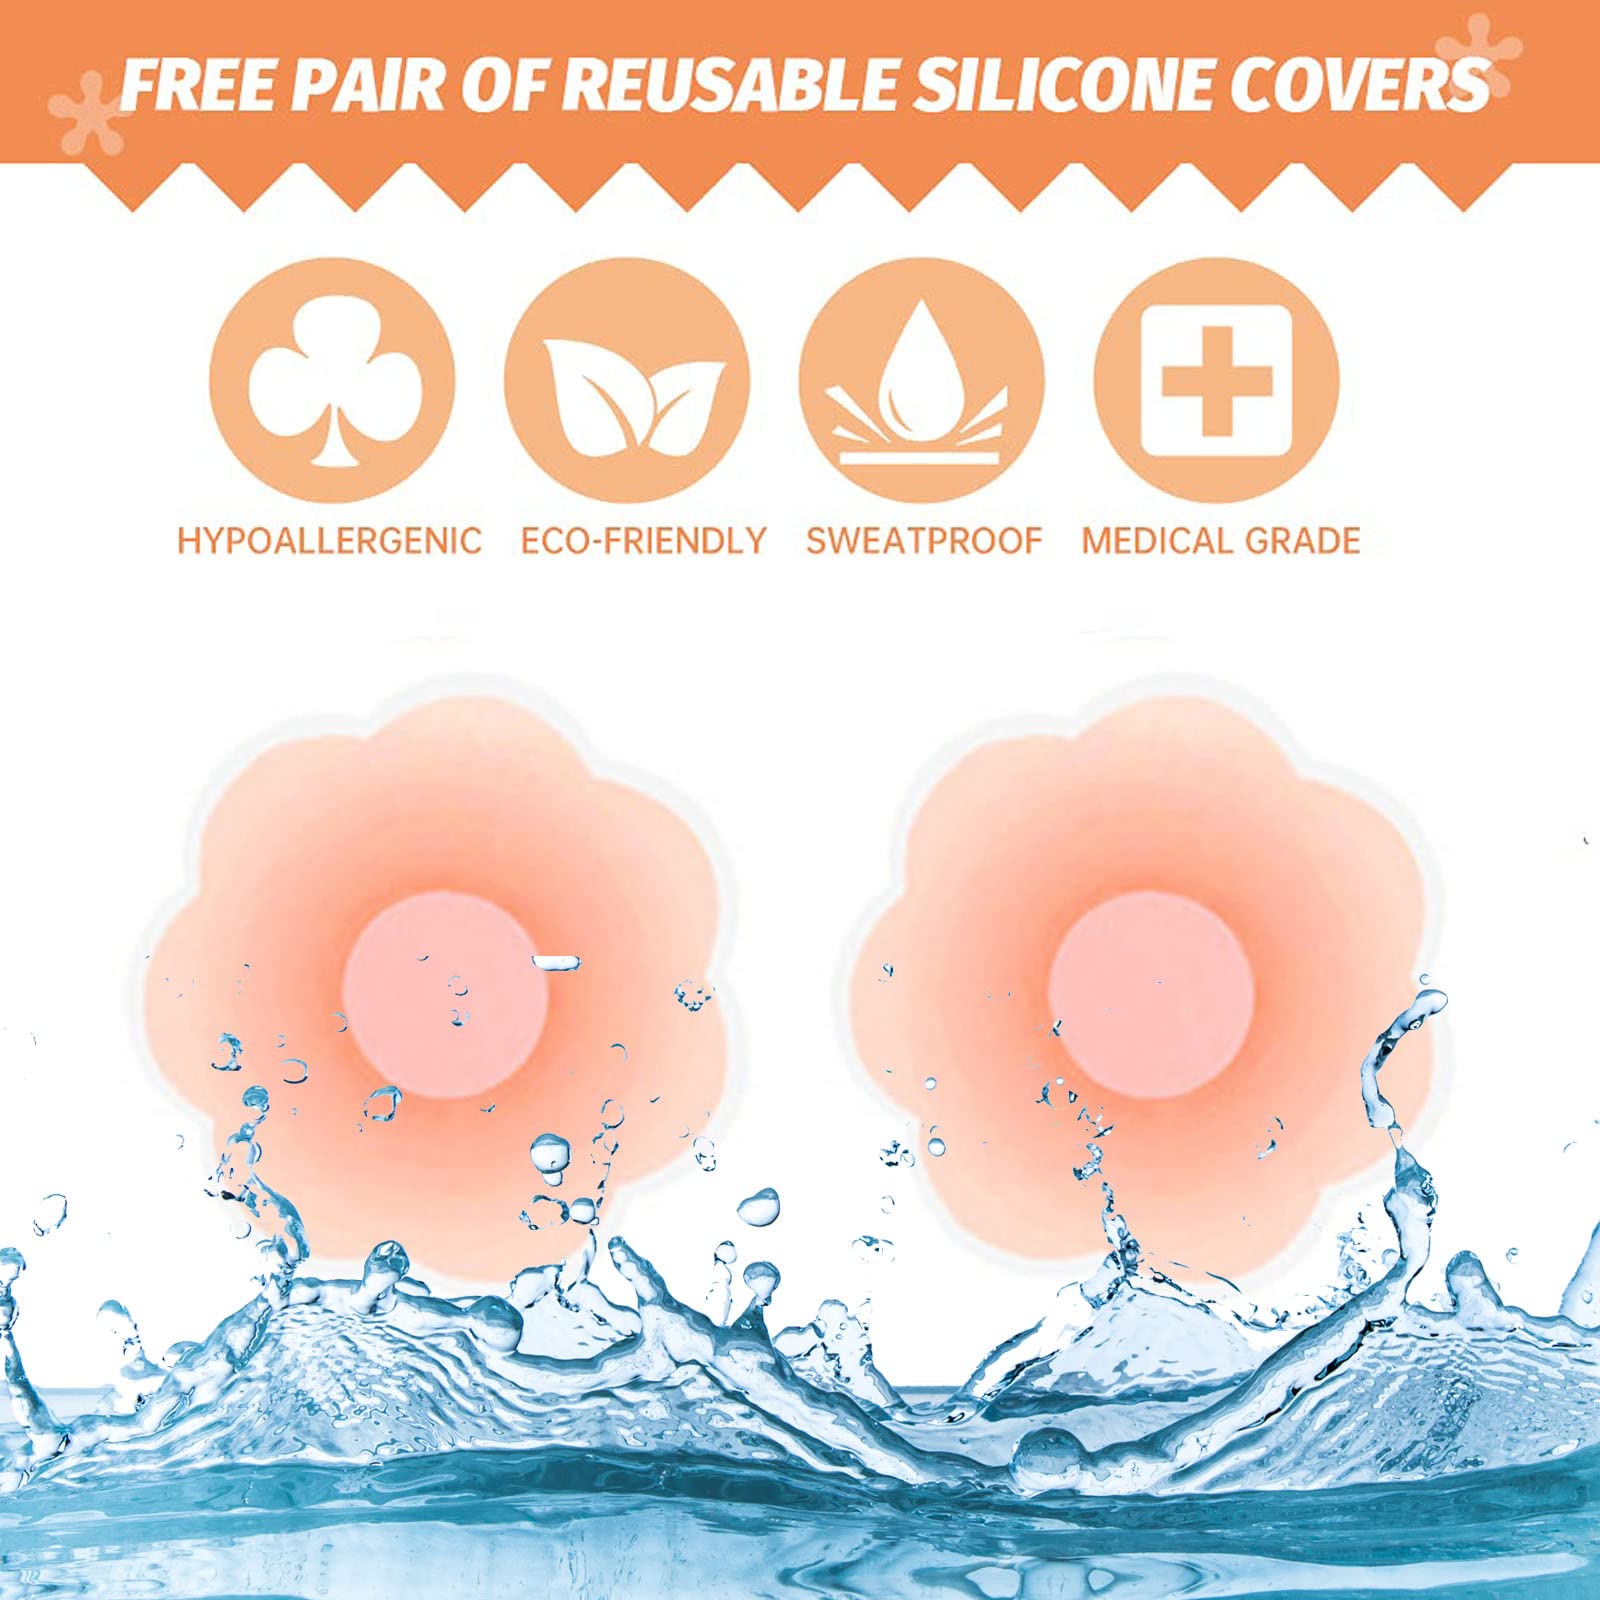 FREE PAIR OF REUSABLE SILICONE COVERS
HYPOALLERGENIC ECO-FRIENDLY SWEATPROOF MEDICAL GRADE